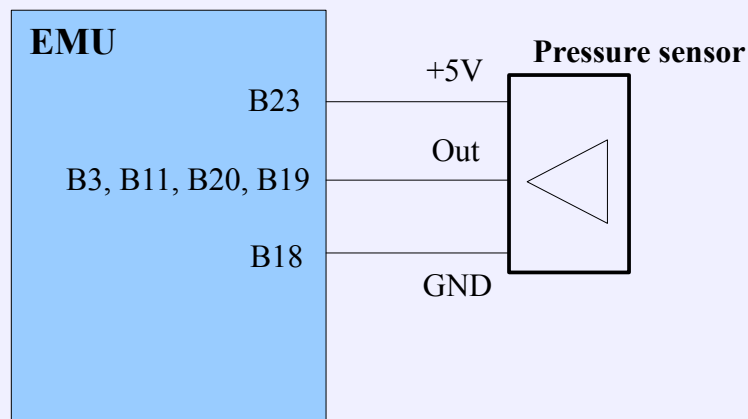 EMU
Pressure sensor
+5V
B23
Out
B3, B11, B20, B19
B18
GND